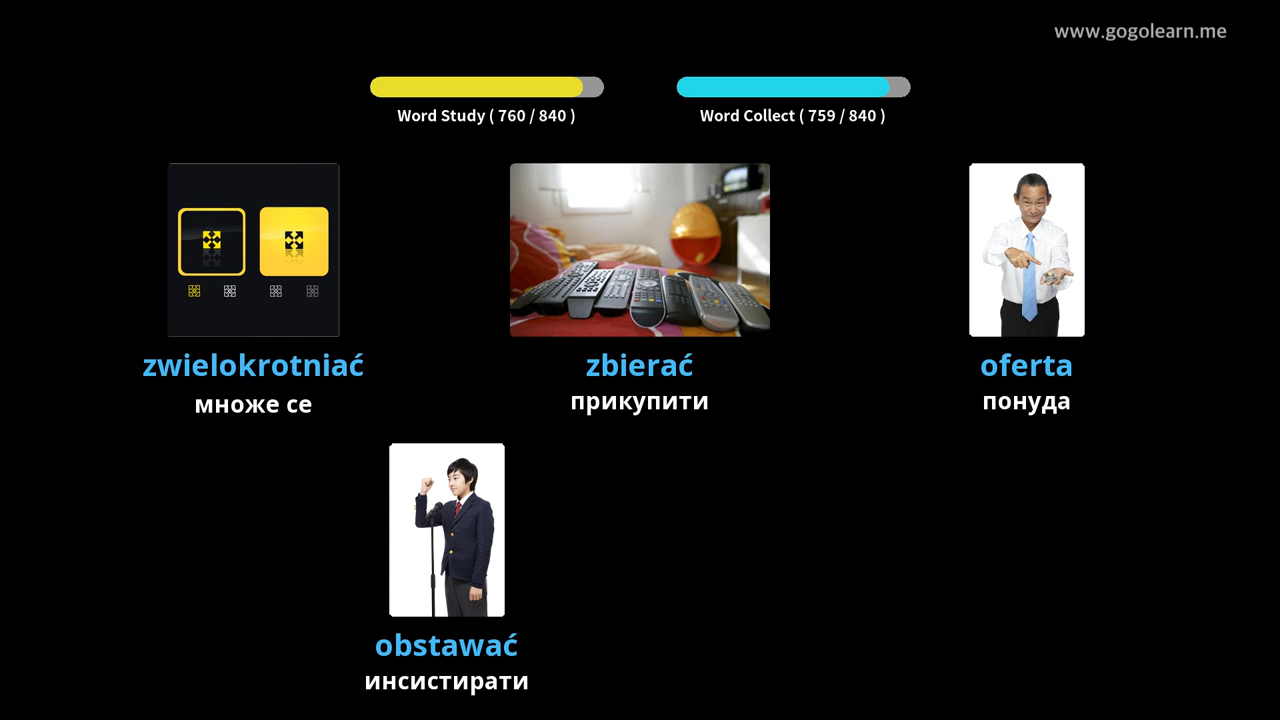 www.gogolearn.me
Word Study ( 760 / 840 )
Word Collect ( 759 / 840 )
zwielokrotniać
множе се
zbierać
прикупити
oferta
понуда
obstawać
инсистирати